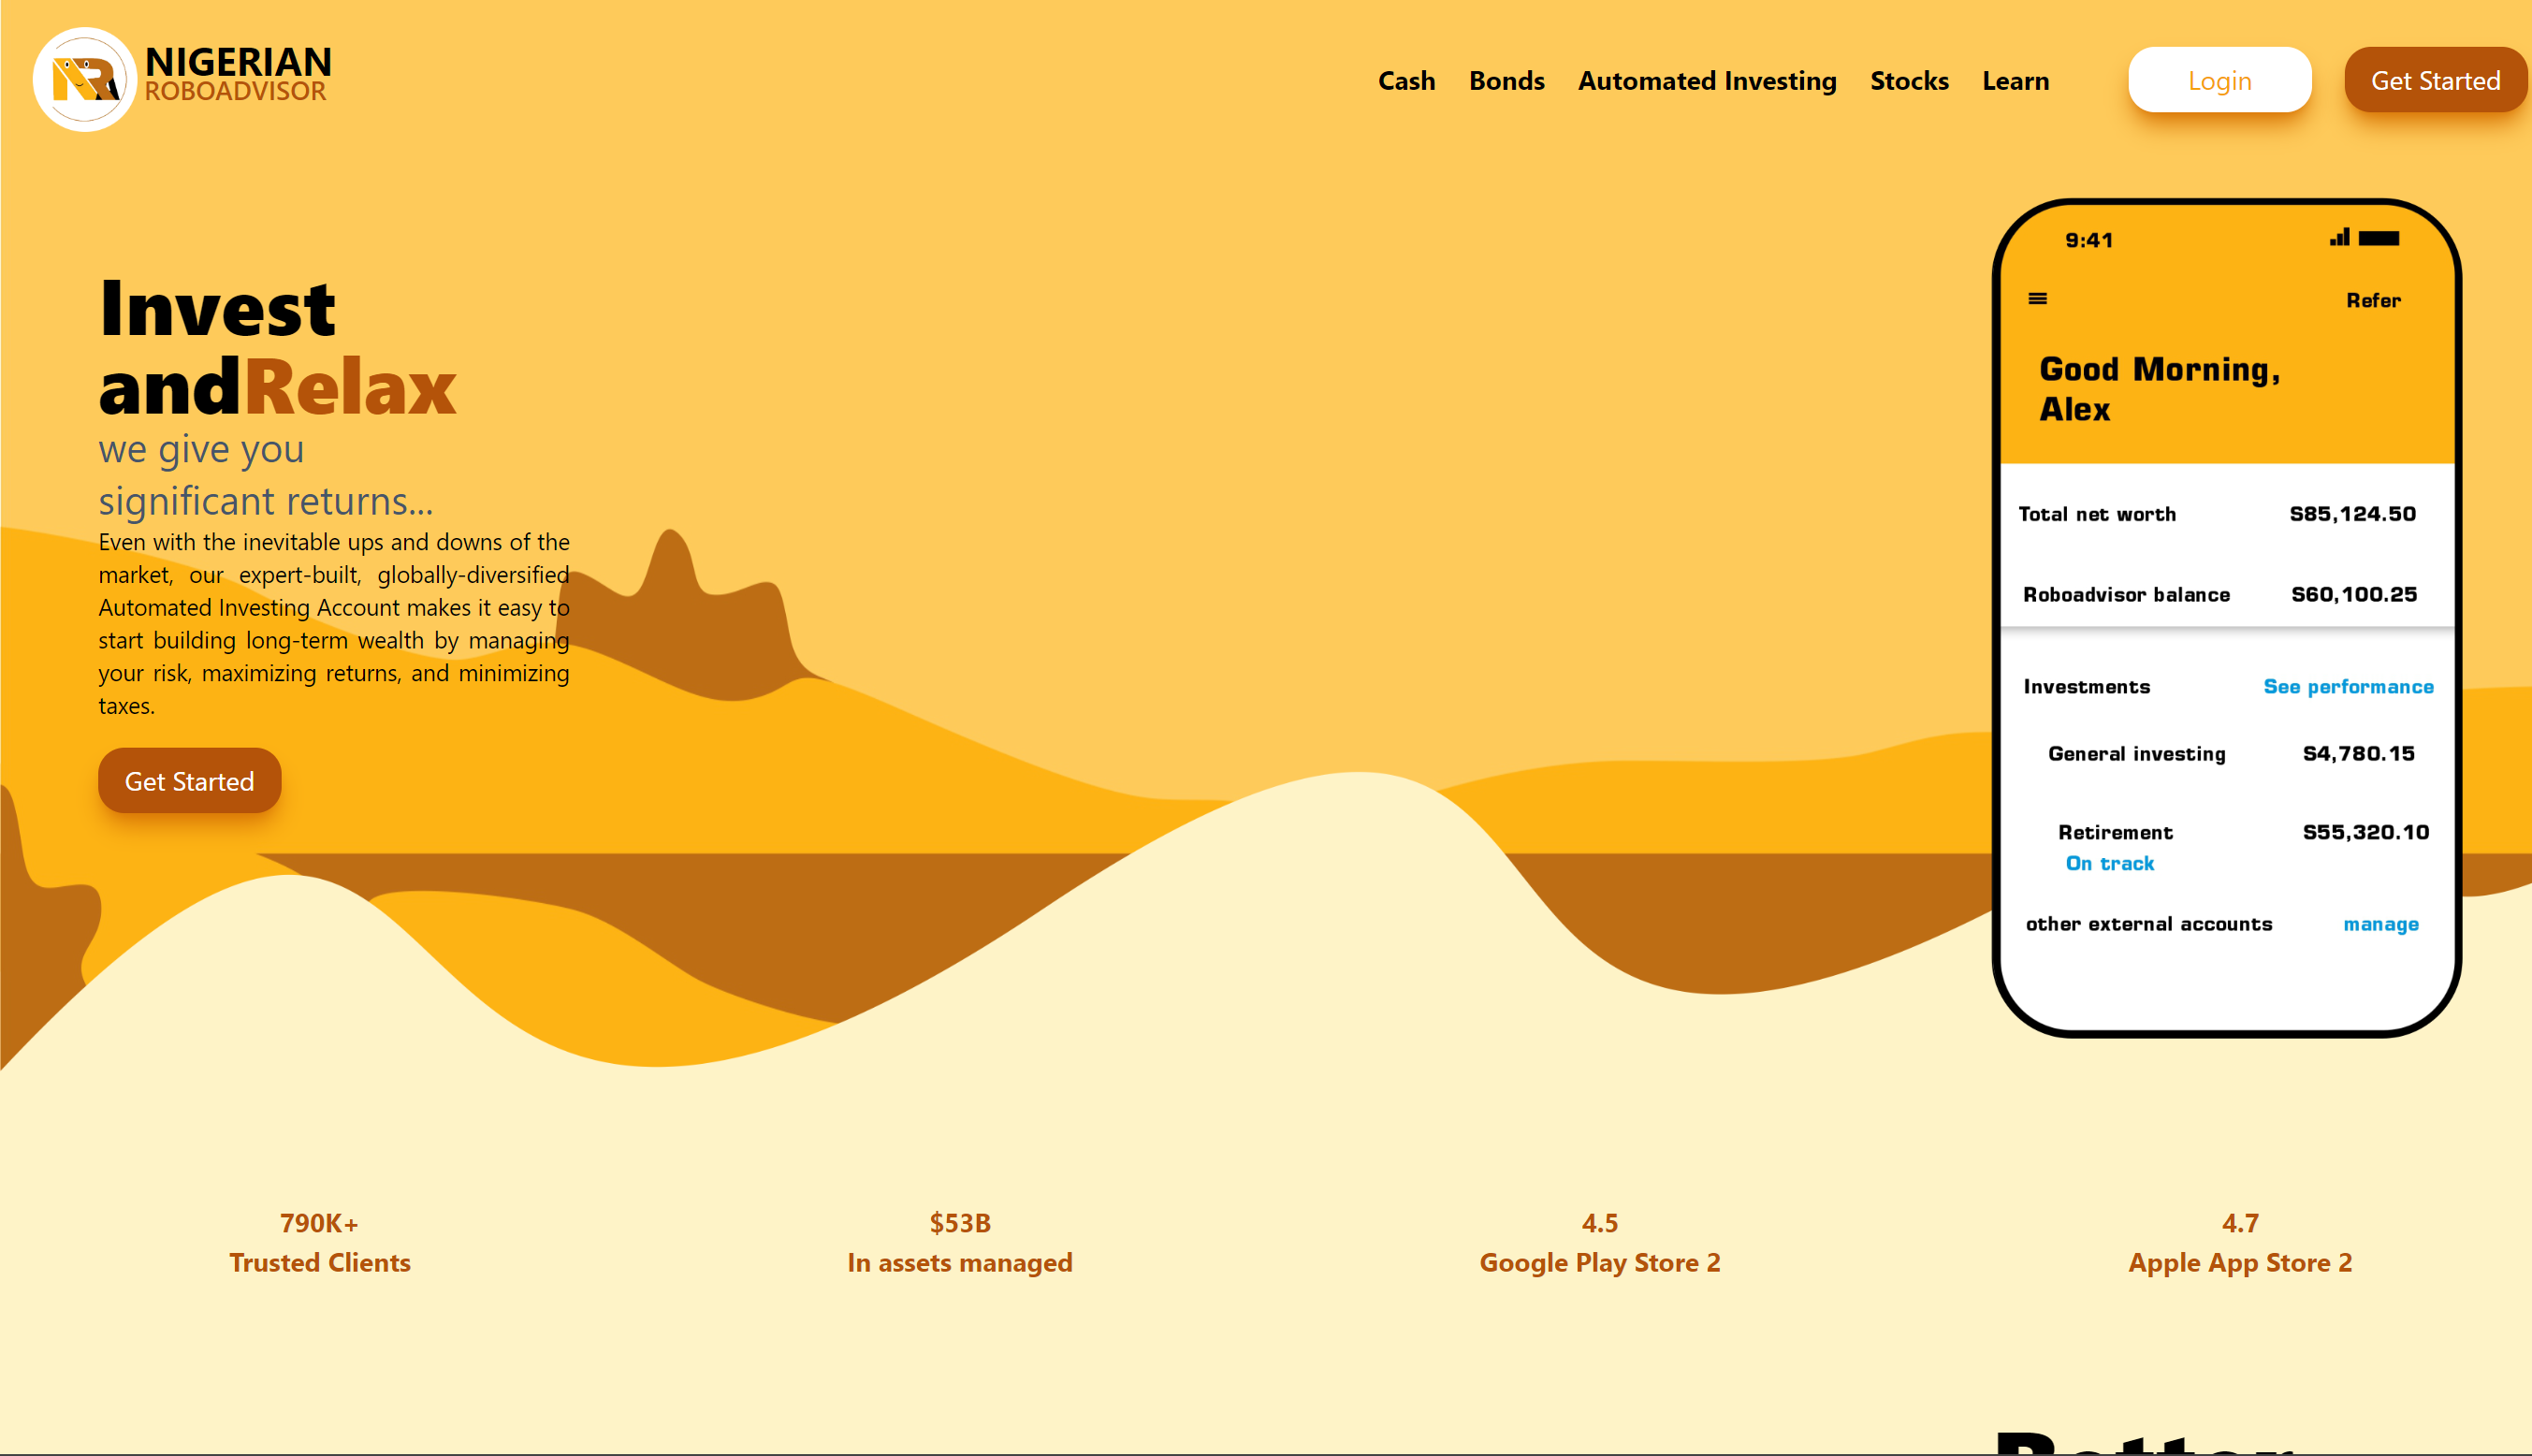 NIGERIAN
ROBOADVISOR
Cash Bonds Automated Investing Stocks Learn Login Get Started
Invest
andRelax
we give you
significant returns...
Even with the inevitable ups and downs of the
market, our expert-built, globally-diversified
Automated Investing Account makes it easy to
start building long-term wealth by managing
your risk, maximizing returns, and minimizing
taxes.
Get Started
9:41
Refer
Good Morning,
Alex
Total net worth S85,124.50
Roboadvisor balance S60,100.25
Investments See performance
General investing S4,780.15
Retirement S55,320.10
On track
other external accounts manage
790K+
Trusted Clients
$53B
In assets managed
4.5
Google Play Store 2
4.7
Apple App Store 2